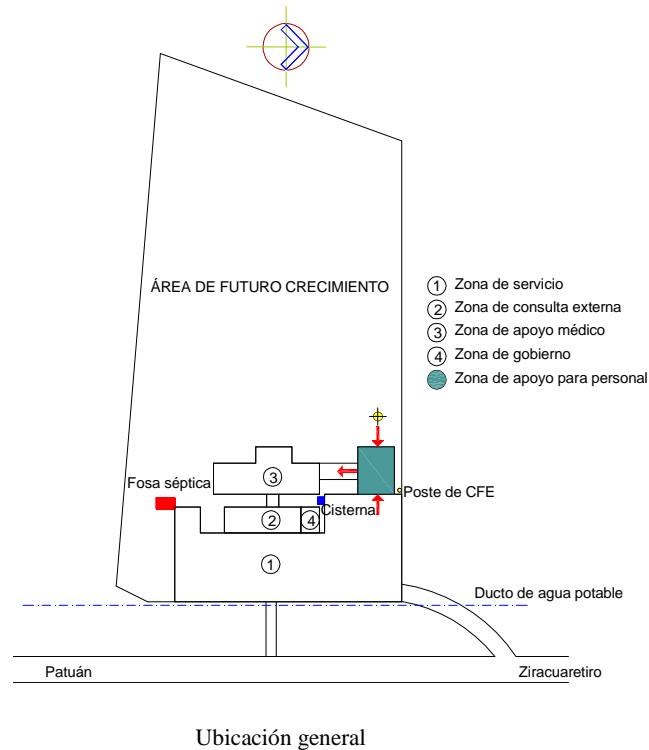 ÁREA DE FUTURO CRECIMIENTO
1 Zona de servicio
2 Zona de consulta externa
3 Zona de apoyo médico
4 Zona de gobierno
Zona de apoyo para personal
Fosa séptica
3
Poste de CFE
Cisterna
2
4
1
Ducto de agua potable
Patuán
Ziracuaretiro
Ubicación general